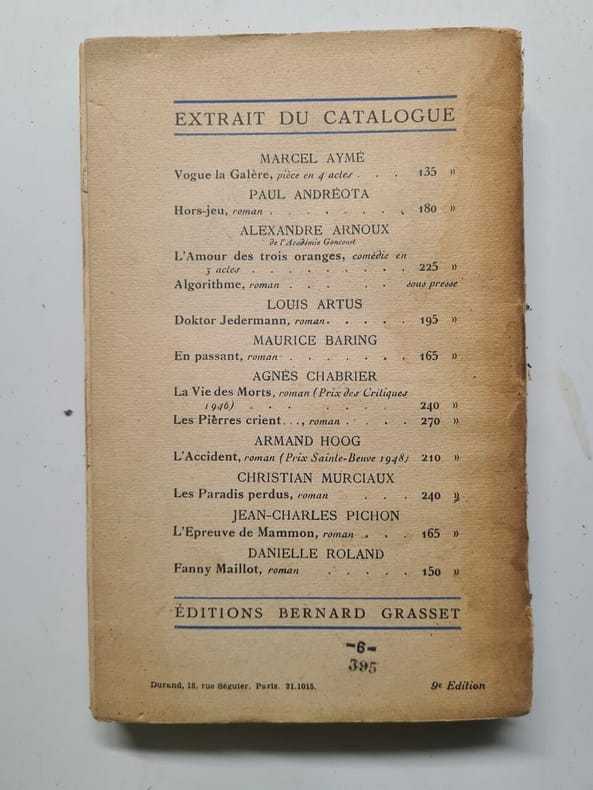 EXTRAIT DU CATALOGUE
MARCEL AYMÉ
Vogue la Galère, pièce en 4 actes . . . 135 »
PAUL ANDRÉOTA
Hors-jeu, roman . . . . . . . . 180 »
ALEXANDRE ARNOUX
de l'Académie Goncourt
L'Amour des trois oranges, comédie en
3 actes . . . . . . . . . 225 »
Algorithme, roman . . . . . . . sous presse
LOUIS ARTUS
Doktor Jedermann, roman. . . . . 195 »
MAURICE BARING
En passant, roman . . . . . . . 165 »
AGNÈS CHABRIER
La Vie des Morts, roman (Prix des Critiques
1946) . . . . . . . . 240 »
Les Pierres crient..., roman . . . . 270 »
ARMAND HOOG
L'Accident, roman (Prix Sainte-Beuve 1948) 210 »
CHRISTIAN MURCIAUX
Les Paradis perdus, roman . . . . 240 »
JEAN-CHARLES PICHON
L'Epreuve de Mammon, roman . . . 165 »
DANIELLE ROLAND
Fanny Maillot, roman . . . . . 150 »
ÉDITIONS BERNARD GRASSET
-6-
395
Durand, 18, rue Séguier, Paris. 31.1015.
9e Edition